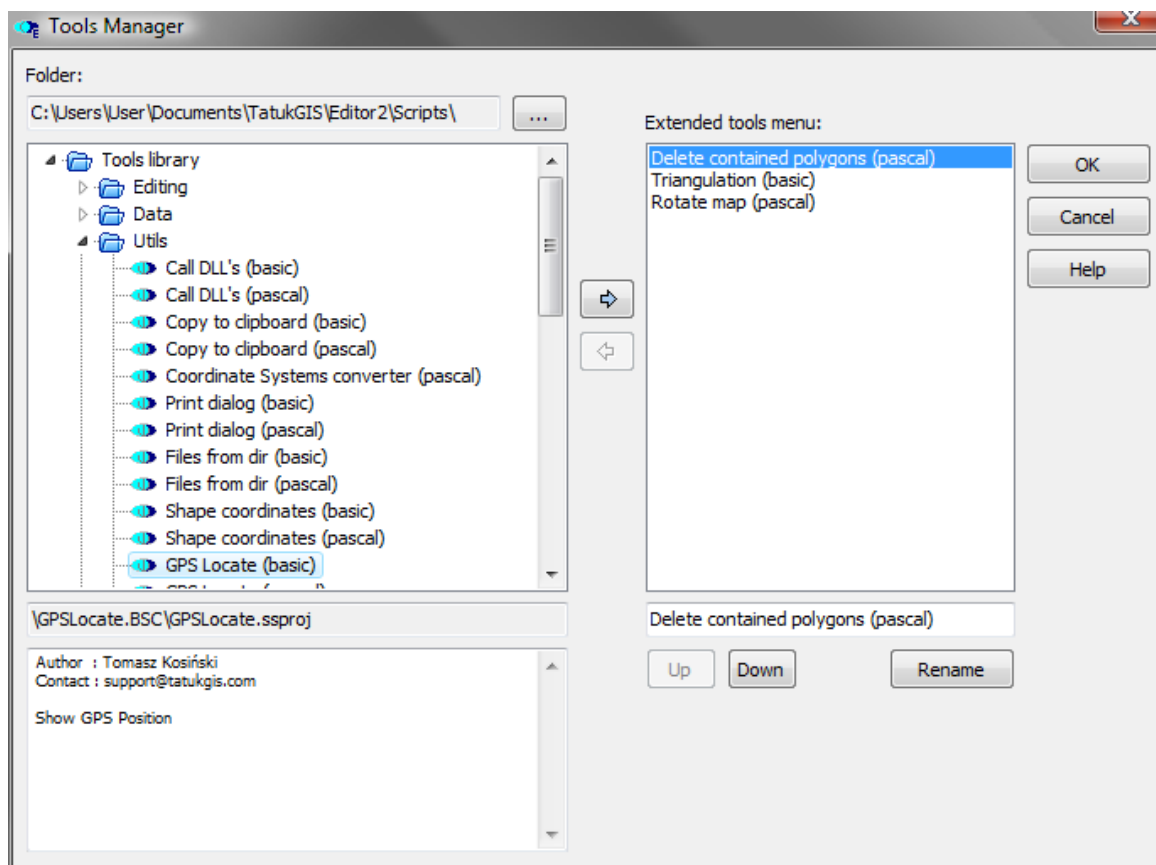 Tools Manager
Folder:
C:\Users\User\Documents\TatukGIS\Editor2\Scripts\
...
Tools library
Editing
Data
Utils
Call DLL's (basic)
Call DLL's (pascal)
Copy to clipboard (basic)
Copy to clipboard (pascal)
Coordinate Systems converter (pascal)
Print dialog (basic)
Print dialog (pascal)
Files from dir (basic)
Files from dir (pascal)
Shape coordinates (basic)
Shape coordinates (pascal)
GPS Locate (basic)
\GPSLocate.BSC\GPSLocate.ssproj
Author : Tomasz Kosiński
Contact : support@tatukgis.com
Show GPS Position
Extended tools menu:
Delete contained polygons (pascal)
Triangulation (basic)
Rotate map (pascal)
Delete contained polygons (pascal)
Up
Down
Rename
OK
Cancel
Help